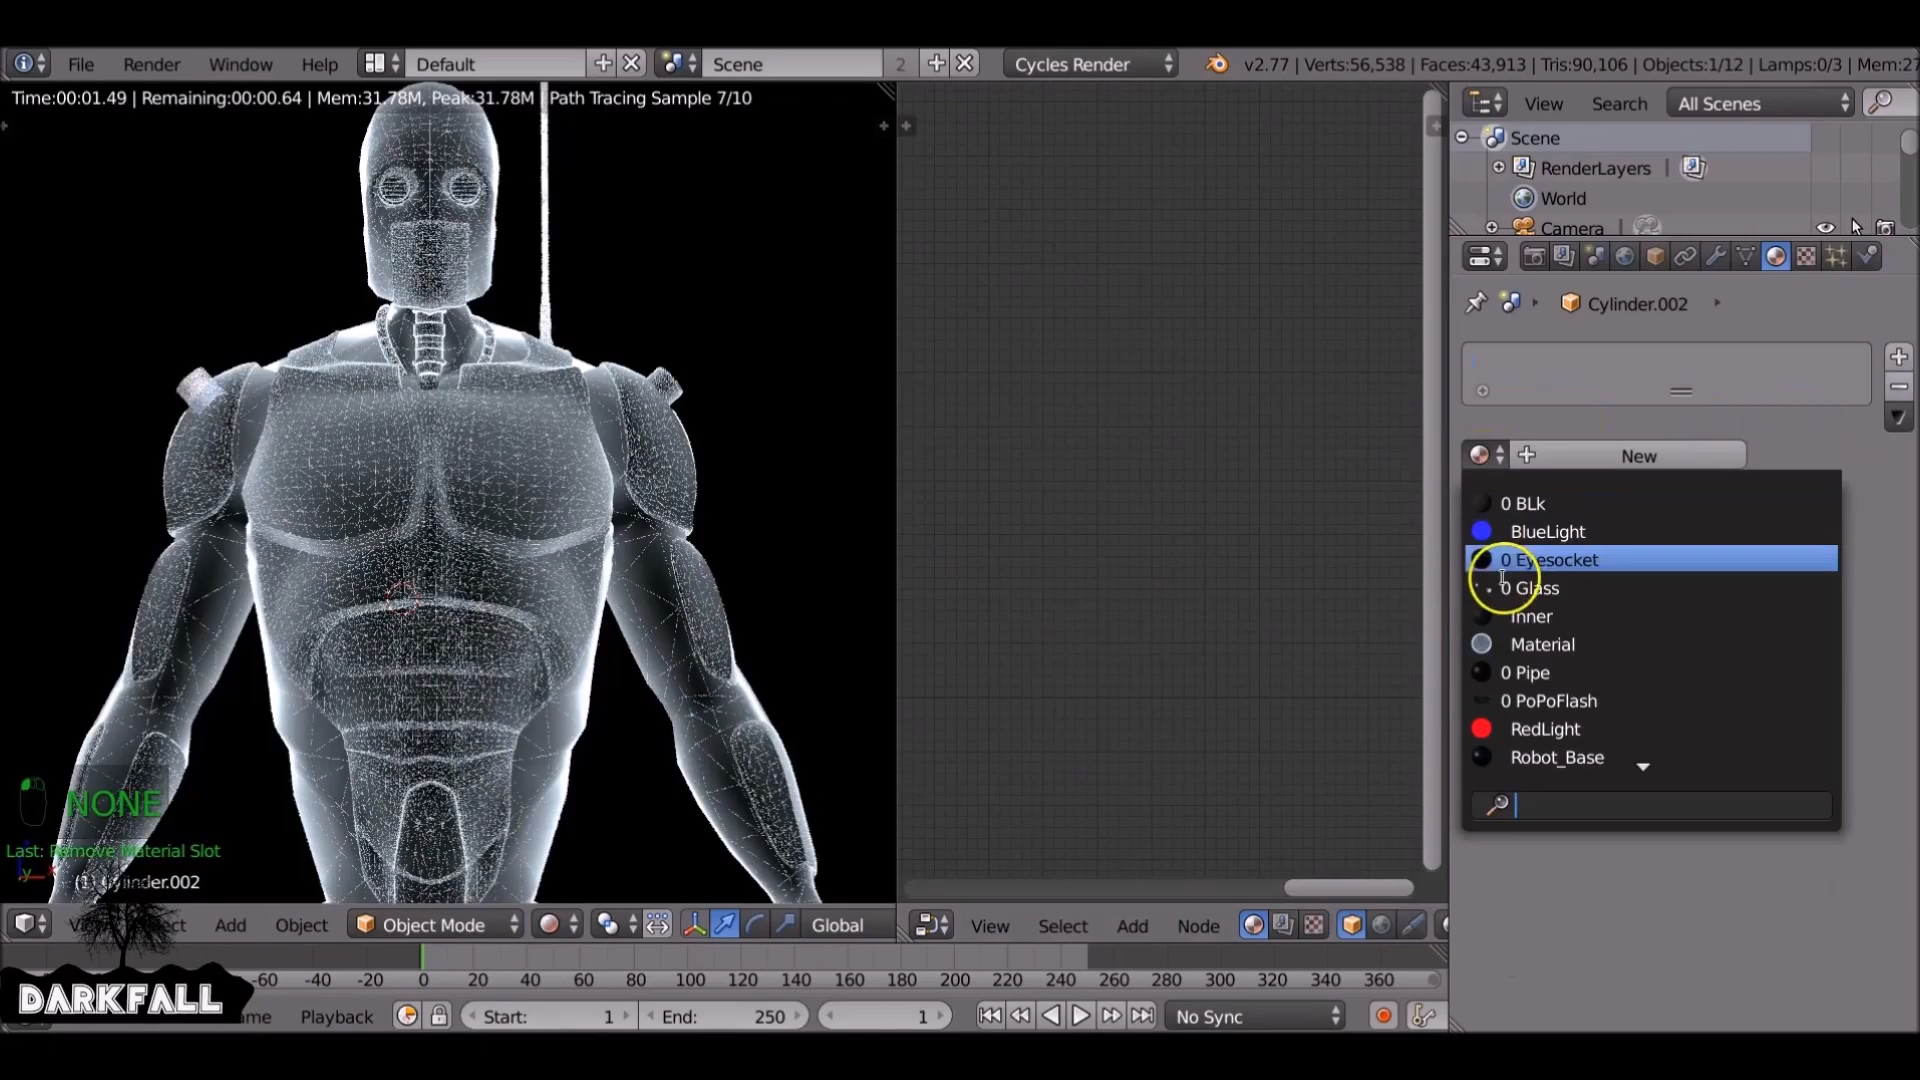 File Render Window Help Default Scene 2 Cycles Render v2.77 | Verts:56,538 | Faces:43,913 | Tris:90,106 | Objects:1/12 | Lamps:0/3 | Mem:27
Time:00:01.49 | Remaining:00:00.64 | Mem:31.78M, Peak:31.78M | Path Tracing Sample 7/10
View Search All Scenes
Scene
RenderLayers |
World
Camera
Cylinder.002
New
0 BLk
BlueLight
0 Eyesocket
0 Glass
Inner
Material
0 Pipe
0 PoPoFlash
RedLight
Robot_Base
NONE
Last: Remove Material Slot
(1) Cylinder.002
Add Object Object Mode Global
View Select Add Node
-60 -40 -20 0 20 40 60 80 100 120 140 160 180 200 220 240 260 280 300 320 340 360
DARKFALL
Playback Start: 1 End: 250 1 No Sync